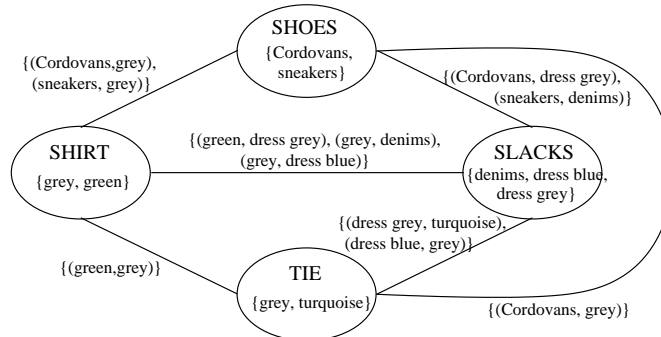 SHOES
{Cordovans,
sneakers}
{(Cordovans,grey),
(sneakers, grey)}
{(Cordovans, dress grey),
(sneakers, denims)}
{(green, dress grey), (grey, denims),
(grey, dress blue)}
SHIRT
{grey, green}
SLACKS
{denims, dress blue,
dress grey}
{(dress grey, turquoise),
(dress blue, grey)}
{(green,grey)}
TIE
{grey, turquoise}
{(Cordovans, grey)}